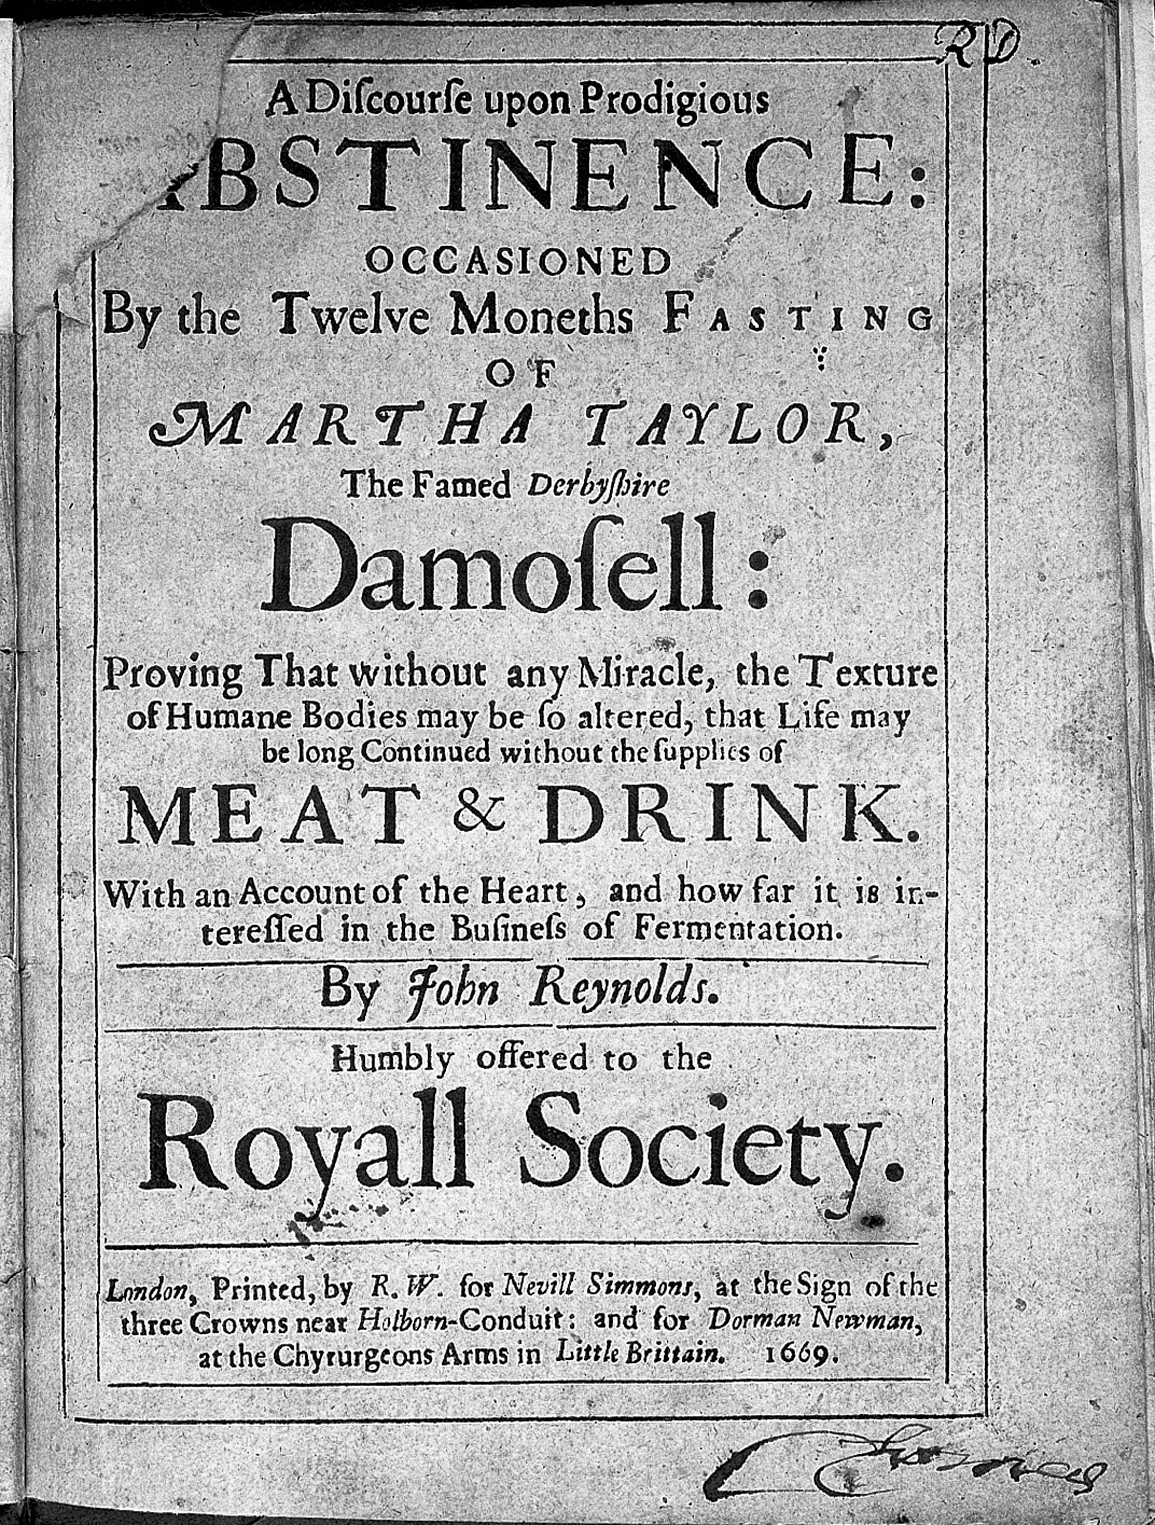 R D.
A Diſcourſe upon Prodigious
ABSTINENCE:
OCCASIONED
By the Twelve Moneths FASTING
OF
MARTHA TAYLOR,
The Famed Derbyſhire
Damoſell:
Proving That without any Miracle, the Texture
of Humane Bodies may be ſo altered, that Life may
be long Continued without the ſupplies of
MEAT & DRINK.
With an Account of the Heart, and how far it is in-
tereſſed in the Buſineſs of Fermentation.
By John Reynolds.
Humbly offered to the
Royall Society.
London, Printed, by R. W. for Nevill Simmons, at the Sign of the
three Crowns near Holborn-Conduit: and for Dorman Newman,
at the Chyrurgeons Arms in Little Brittain. 1669.